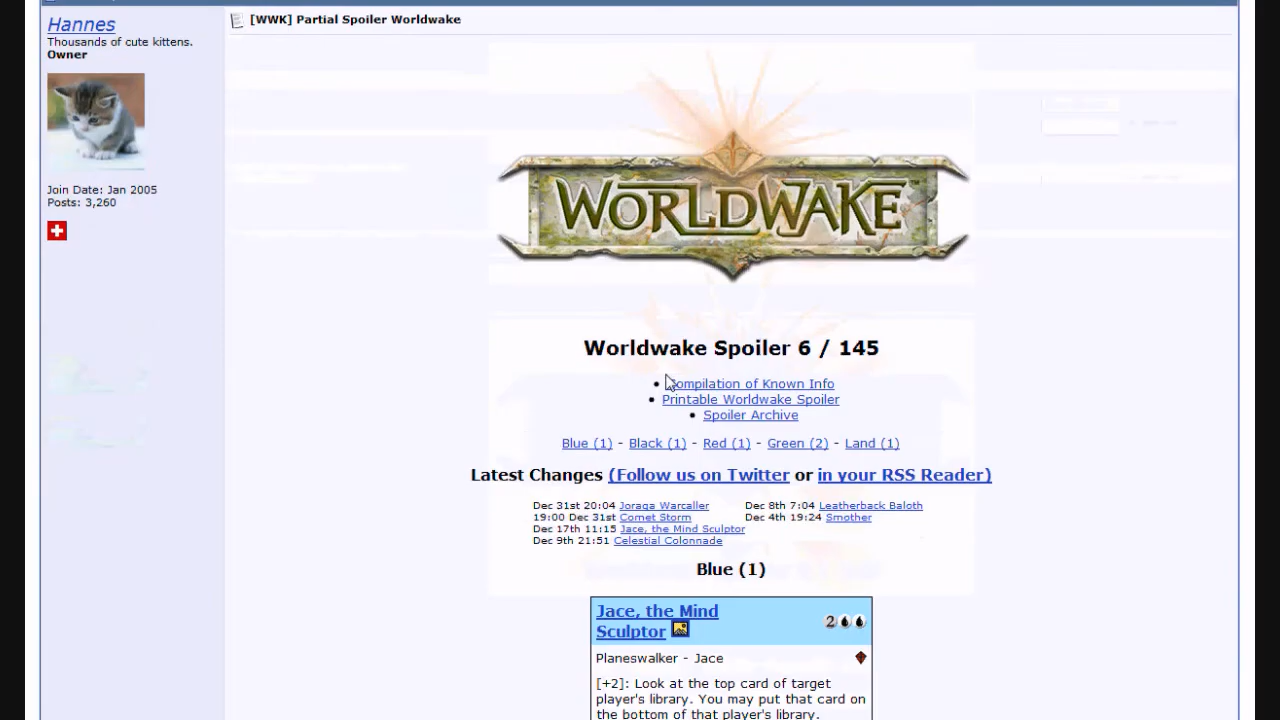 Hannes
Thousands of cute kittens.
Owner
Join Date: Jan 2005
Posts: 3,260
[WWK] Partial Spoiler Worldwake
WORLDWAKE
Worldwake Spoiler 6 / 145
• Compilation of Known Info
• Printable Worldwake Spoiler
• Spoiler Archive
Blue (1) - Black (1) - Red (1) - Green (2) - Land (1)
Latest Changes (Follow us on Twitter or in your RSS Reader)
Dec 31st 20:04 Joraga Warcaller Dec 8th 7:04 Leatherback Baloth
19:00 Dec 31st Comet Storm Dec 4th 19:24 Smother
Dec 17th 11:15 Jace, the Mind Sculptor
Dec 9th 21:51 Celestial Colonnade
Blue (1)
Jace, the Mind
Sculptor 2
Planeswalker - Jace
[+2]: Look at the top card of target
player's library. You may put that card on
the bottom of that player's library.